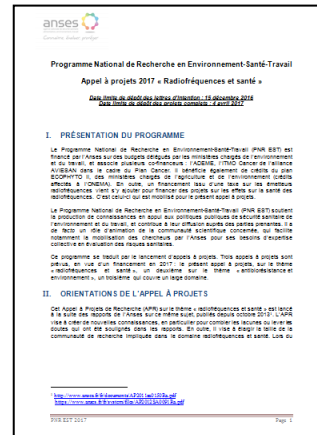 anses
Connaître, évaluer, protéger
Programme National de Recherche en Environnement-Santé-Travail
Appel à projets 2017 « Radiofréquences et santé »
Date limite de dépôt des lettres d'intention : 15 décembre 2016
Date limite de dépôt des projets complets : 4 avril 2017
I. PRÉSENTATION DU PROGRAMME
Le Programme National de Recherche en Environnement-Santé-Travail (PNR EST) est
financé par l'Anses sur des budgets délégués par les ministères chargés de l'environnement
et du travail, et associe plusieurs co-financeurs : l'ADEME, l'ITMO Cancer de l'alliance
AVIESAN dans le cadre du Plan Cancer. Il bénéficie également de crédits du plan
ECOPHYTO II, des ministères chargés de l'agriculture et de l'environnement (crédits
affectés à l'ONEMA). En outre, un financement issu d'une taxe sur les émetteurs
radiofréquences vient s'y ajouter pour financer des projets sur les effets sur la santé des
radiofréquences. C'est celui-ci qui est mobilisé pour le présent appel à projets.
Le Programme National de Recherche en Environnement-Santé-Travail (PNR EST) soutient
la production de connaissances en appui aux politiques publiques de sécurité sanitaire de
l'environnement et du travail, et contribue à leur diffusion auprès des parties prenantes. Il a
de facto un rôle d'animation de la communauté scientifique concernée, qui facilite
notamment la mobilisation des chercheurs par l'Anses pour ses besoins d'expertise
collective en évaluation des risques sanitaires.
Ce programme se traduit par le lancement d'appels à projets. Trois appels à projets sont
prévus, en vue d'un financement en 2017 : le présent appel à projets, sur le thème
« radiofréquences et santé », un deuxième sur le thème « antibiorésistance et
environnement », un troisième qui couvre un large domaine.
II. ORIENTATIONS DE L'APPEL À PROJETS
Cet Appel à Projets de Recherche (APR) sur le thème « radiofréquences et santé » est lancé
à la suite des rapports de l'Anses sur ce même sujet, publiés depuis octobre 2013¹. L'APR
vise à créer de nouvelles connaissances, en particulier pour combler les lacunes ou lever les
doutes qui ont été soulignés dans les rapports. En outre, il vise à élargir la taille de la
communauté de recherche impliquée dans le domaine radiofréquences et santé. Lors du
PNR EST 2017 Page 1